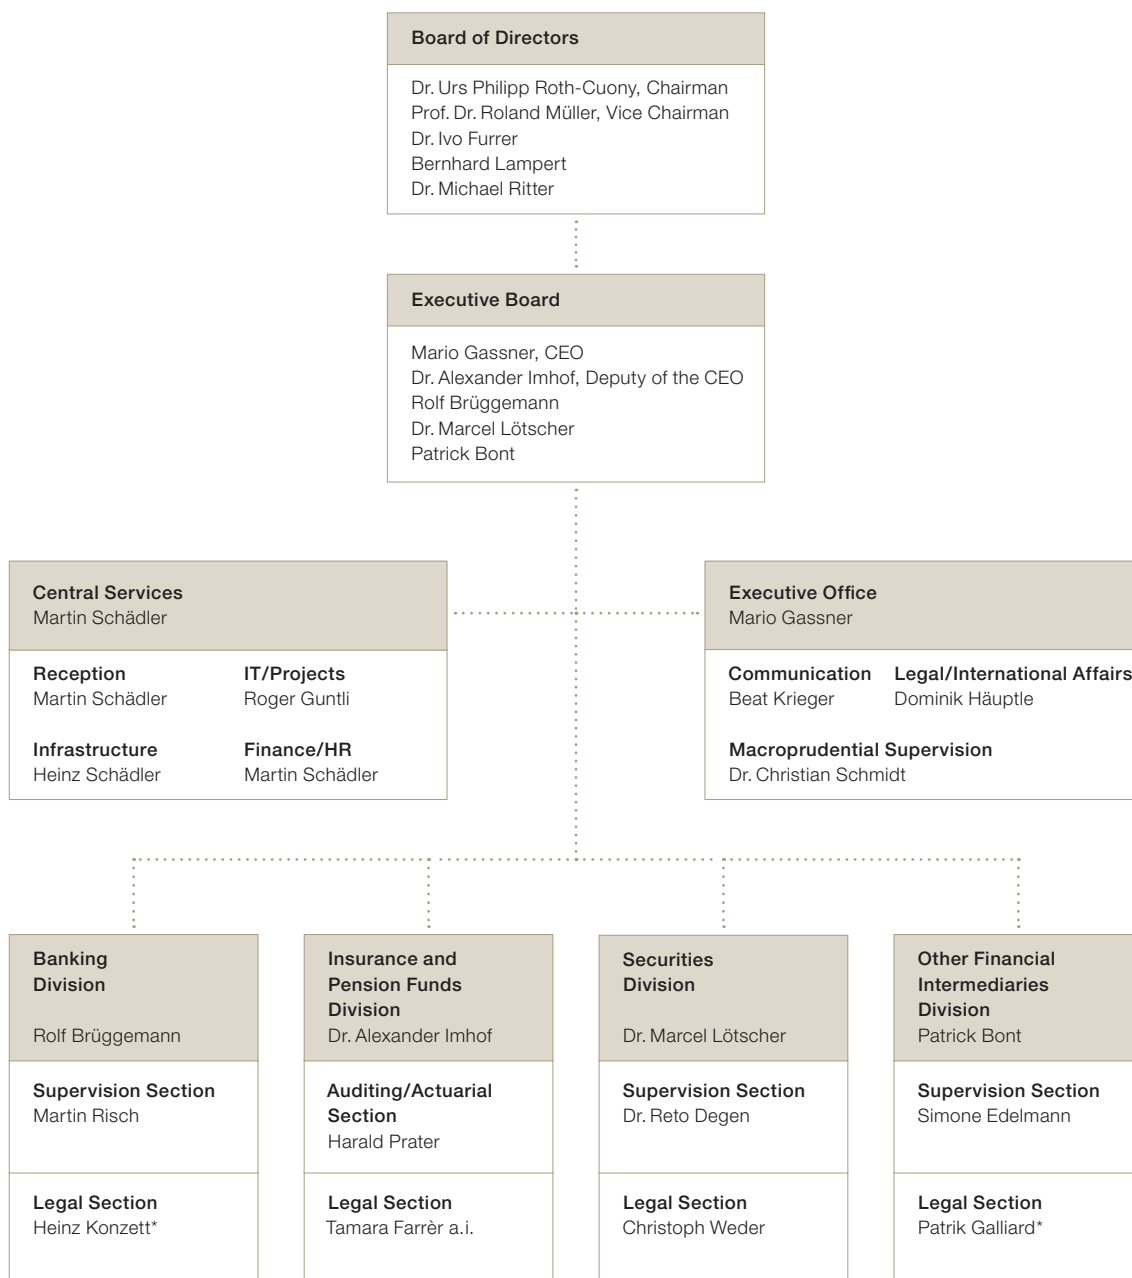 Board of Directors
Dr. Urs Philipp Roth-Cuony, Chairman
Prof. Dr. Roland Müller, Vice Chairman
Dr. Ivo Furrer
Bernhard Lampert
Dr. Michael Ritter
Executive Board
Mario Gassner, CEO
Dr. Alexander Imhof, Deputy of the CEO
Rolf Brüggemann
Dr. Marcel Lötscher
Patrick Bont
Central Services
Martin Schädler
Reception
Martin Schädler
IT/Projects
Roger Guntli
Infrastructure
Heinz Schädler
Finance/HR
Martin Schädler
Executive Office
Mario Gassner
Communication
Beat Krieger
Legal/International Affairs
Dominik Häuptle
Macroprudential Supervision
Dr. Christian Schmidt
Banking
Division
Rolf Brüggemann
Supervision Section
Martin Risch
Legal Section
Heinz Konzett*
Insurance and
Pension Funds
Division
Dr. Alexander Imhof
Auditing/Actuarial
Section
Harald Prater
Legal Section
Tamara Farrèr a.i.
Securities
Division
Dr. Marcel Lötscher
Supervision Section
Dr. Reto Degen
Legal Section
Christoph Weder
Other Financial
Intermediaries
Division
Patrick Bont
Supervision Section
Simone Edelmann
Legal Section
Patrik Galliard*